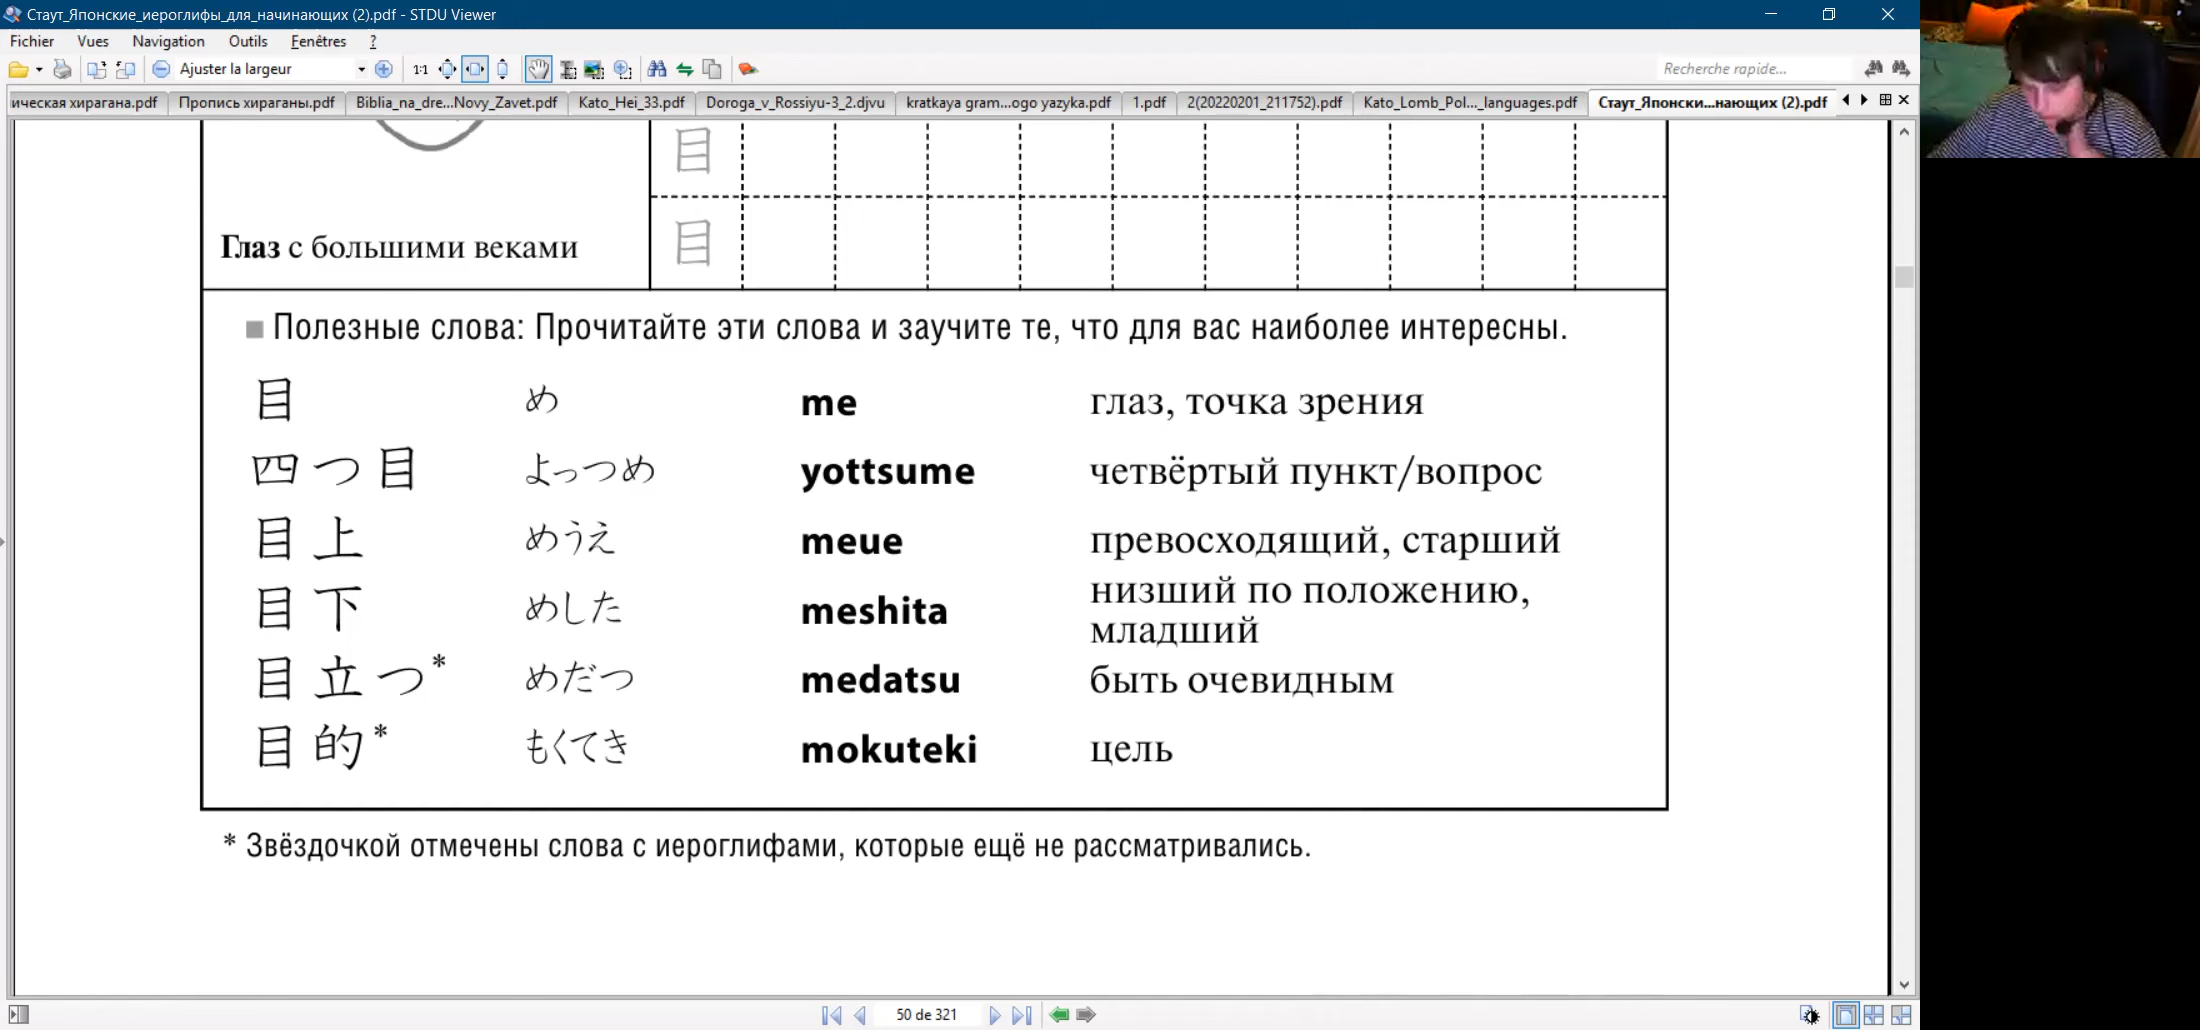 Стаут_Японские_иероглифы_для_начинающих (2).pdf - STDU Viewer
Fichier Vues Navigation Outils Fenêtres ?
1:1 Ajuster la largeur Recherche rapide...
ическая хирагана.pdf Пропись хираганы.pdf Biblia_na_dre...Novy_Zavet.pdf Kato_Hei_33.pdf Doroga_v_Rossiyu-3_2.djvu kratkaya gram...ogo yazyka.pdf 1.pdf 2(20220201_211752).pdf Kato_Lomb_Pol..._languages.pdf Стаут_Японски...нающих (2).pdf
目
目
Глаз с большими веками
Полезные слова: Прочитайте эти слова и заучите те, что для вас наиболее интересны.
目 め me глаз, точка зрения
四つ目 よっつめ yottsume четвёртый пункт/вопрос
目上 めうえ meue превосходящий, старший
目下 めした meshita низший по положению,
младший
目立つ* めだつ medatsu быть очевидным
目的* もくてき mokuteki цель
* Звёздочкой отмечены слова с иероглифами, которые ещё не рассматривались.
50 de 321